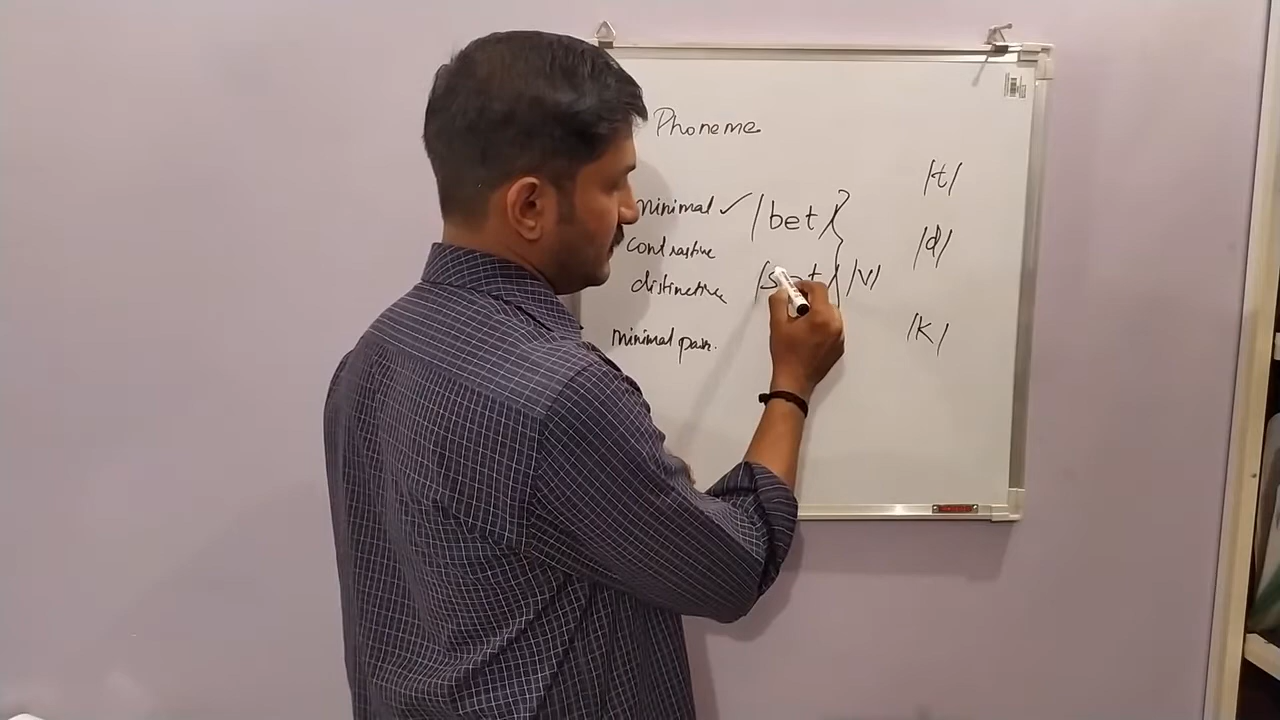 Phoneme
minimal ✓ /bet/
contrastive
distinctive /v/
minimal pair.
/t/
/d/
/k/